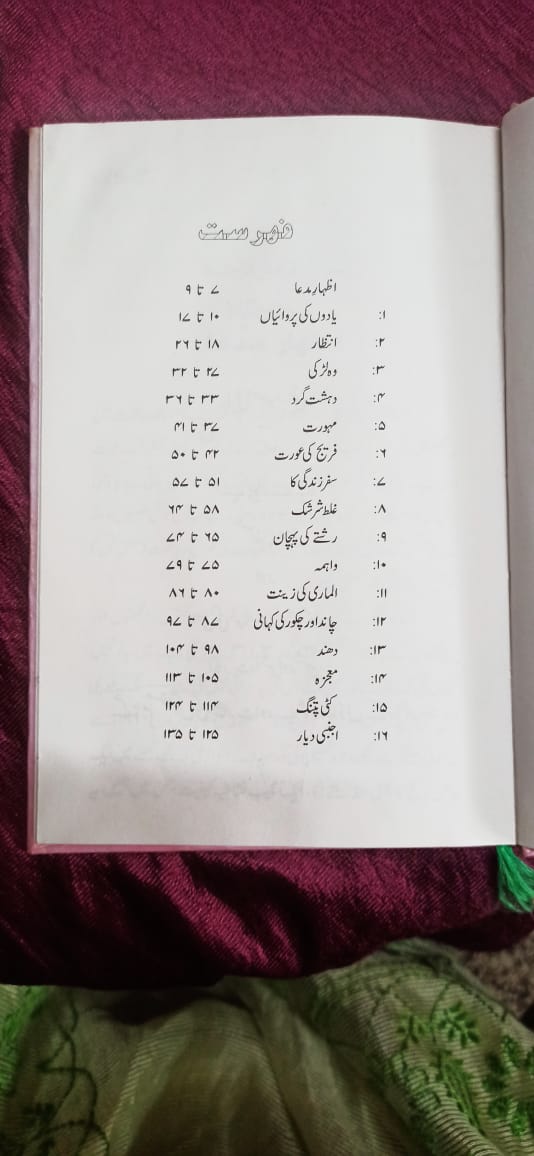 فہرست
اظہارِ مدعا ۷ تا ۹
۱: یادوں کی پروائیاں ۱۰ تا ۱۷
۲: انتظار ۱۸ تا ۲۶
۳: وہ لڑکی ۲۷ تا ۳۲
۴: دہشت گرد ۳۳ تا ۳۶
۵: مہورت ۳۷ تا ۴۱
۶: فریج کی عورت ۴۲ تا ۵۰
۷: سفر زندگی کا ۵۱ تا ۵۷
۸: غلط سرشک ۵۸ تا ۶۴
۹: رشتے کی پہچان ۶۵ تا ۷۴
۱۰: واہمہ ۷۵ تا ۷۹
۱۱: الماری کی زینت ۸۰ تا ۸۶
۱۲: چاند اور چکور کی کہانی ۸۷ تا ۹۷
۱۳: دھند ۹۸ تا ۱۰۴
۱۴: معجزہ ۱۰۵ تا ۱۱۳
۱۵: کٹی پتنگ ۱۱۴ تا ۱۲۴
۱۶: اجنبی دیار ۱۲۵ تا ۱۳۵